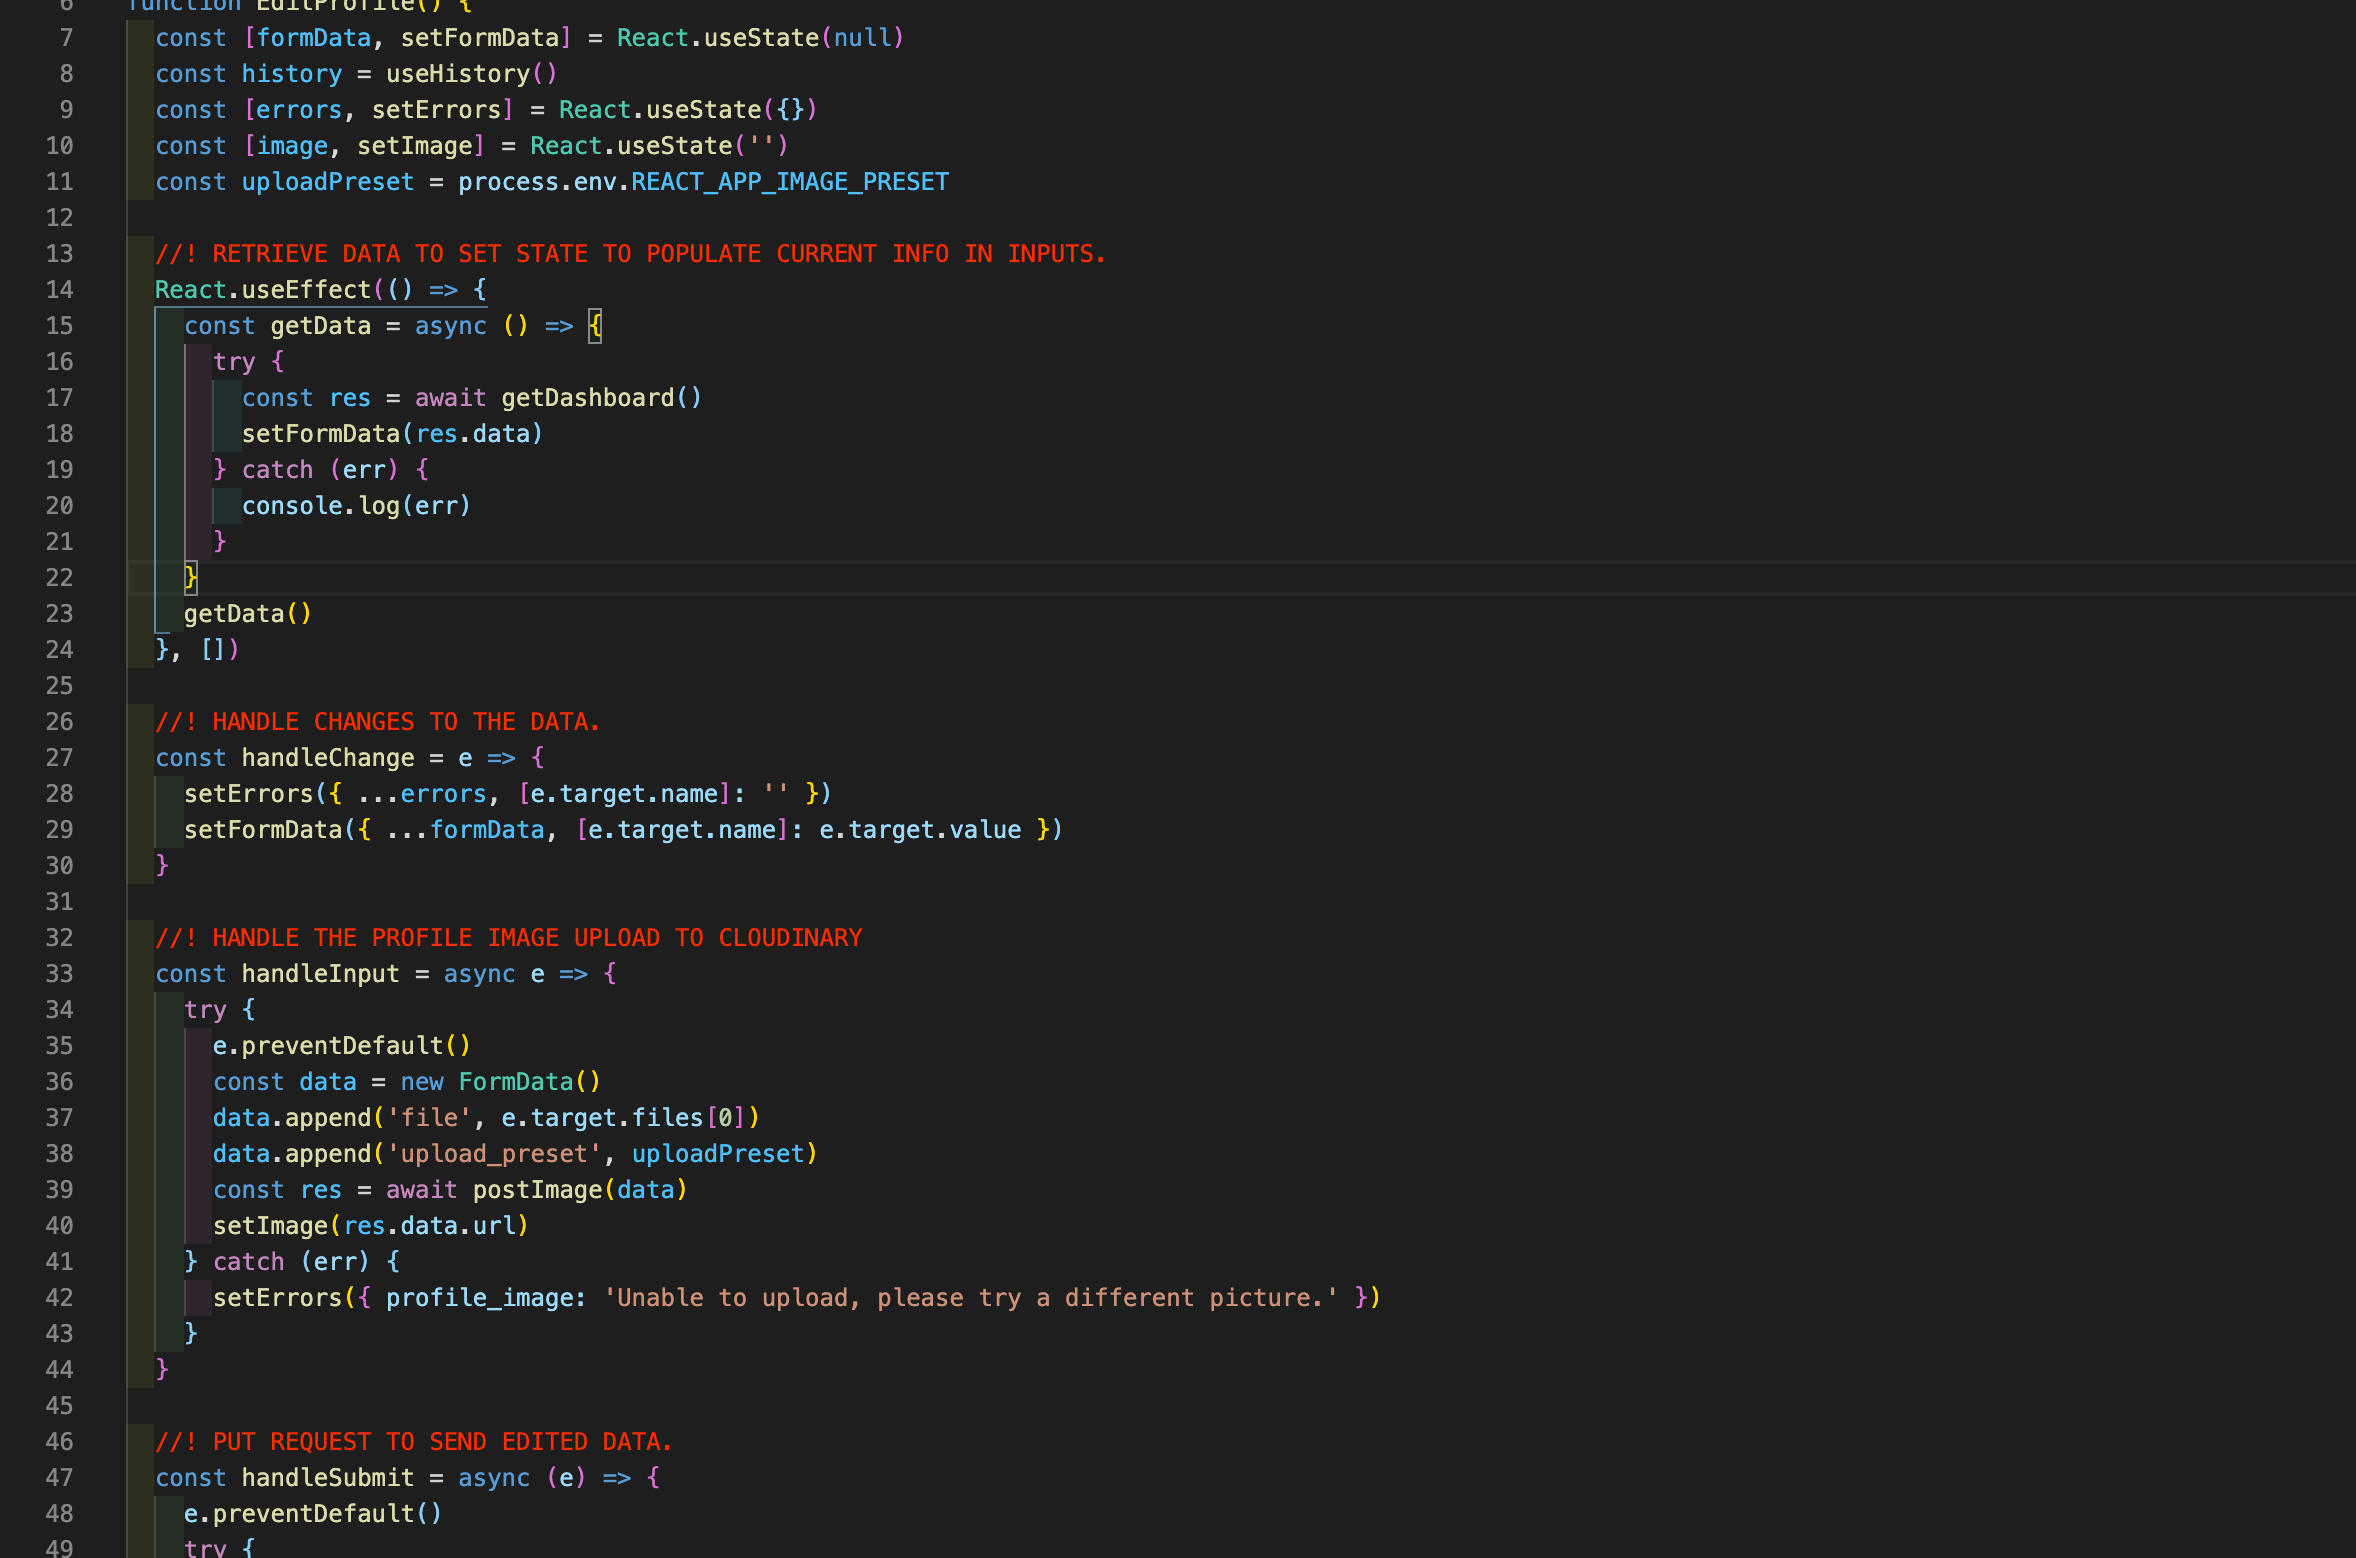 6 function EditProfile() {
7 const [formData, setFormData] = React.useState(null)
8 const history = useHistory()
9 const [errors, setErrors] = React.useState({})
10 const [image, setImage] = React.useState('')
11 const uploadPreset = process.env.REACT_APP_IMAGE_PRESET
12
13 //! RETRIEVE DATA TO SET STATE TO POPULATE CURRENT INFO IN INPUTS.
14 React.useEffect(() => {
15 const getData = async () => {
16 try {
17 const res = await getDashboard()
18 setFormData(res.data)
19 } catch (err) {
20 console.log(err)
21 }
22 }
23 getData()
24 }, [])
25
26 //! HANDLE CHANGES TO THE DATA.
27 const handleChange = e => {
28 setErrors({ ...errors, [e.target.name]: '' })
29 setFormData({ ...formData, [e.target.name]: e.target.value })
30 }
31
32 //! HANDLE THE PROFILE IMAGE UPLOAD TO CLOUDINARY
33 const handleInput = async e => {
34 try {
35 e.preventDefault()
36 const data = new FormData()
37 data.append('file', e.target.files[0])
38 data.append('upload_preset', uploadPreset)
39 const res = await postImage(data)
40 setImage(res.data.url)
41 } catch (err) {
42 setErrors({ profile_image: 'Unable to upload, please try a different picture.' })
43 }
44 }
45
46 //! PUT REQUEST TO SEND EDITED DATA.
47 const handleSubmit = async (e) => {
48 e.preventDefault()
49 try {